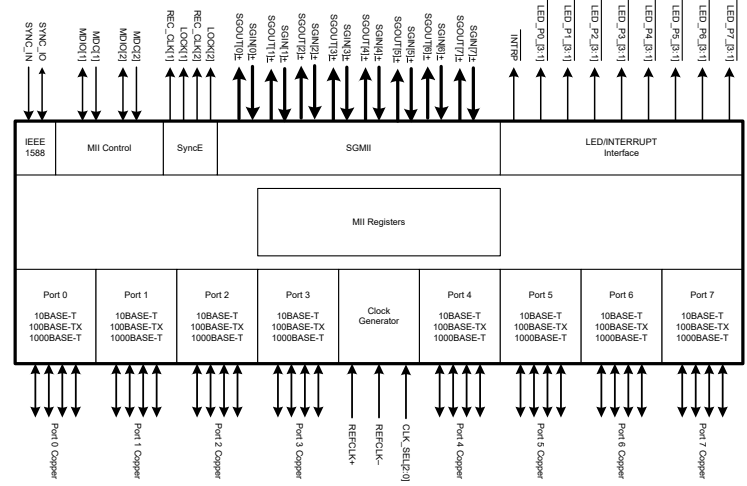 SYNC_IN
SYNC_IO
MDIO[1]
MDC[1]
MDIO[2]
MDC[2]
REC_CLK[1]
LOCK[1]
REC_CLK[2]
LOCK[2]
SGOUT[0]±
SGIN[0]±
SGOUT[1]±
SGIN[1]±
SGOUT[2]±
SGIN[2]±
SGOUT[3]±
SGIN[3]±
SGOUT[4]±
SGIN[4]±
SGOUT[5]±
SGIN[5]±
SGOUT[6]±
SGIN[6]±
SGOUT[7]±
SGIN[7]±
INTRP
LED_P0_[3:1]
LED_P1_[3:1]
LED_P2_[3:1]
LED_P3_[3:1]
LED_P4_[3:1]
LED_P5_[3:1]
LED_P6_[3:1]
LED_P7_[3:1]
IEEE
1588
MII Control
SyncE
SGMII
LED/INTERRUPT
Interface
MII Registers
Port 0
10BASE-T
100BASE-TX
1000BASE-T
Port 1
10BASE-T
100BASE-TX
1000BASE-T
Port 2
10BASE-T
100BASE-TX
1000BASE-T
Port 3
10BASE-T
100BASE-TX
1000BASE-T
Clock
Generator
Port 4
10BASE-T
100BASE-TX
1000BASE-T
Port 5
10BASE-T
100BASE-TX
1000BASE-T
Port 6
10BASE-T
100BASE-TX
1000BASE-T
Port 7
10BASE-T
100BASE-TX
1000BASE-T
Port 0 Copper
Port 1 Copper
Port 2 Copper
Port 3 Copper
REFCLK+
REFCLK–
CLK_SEL[2:0]
Port 4 Copper
Port 5 Copper
Port 6 Copper
Port 7 Copper